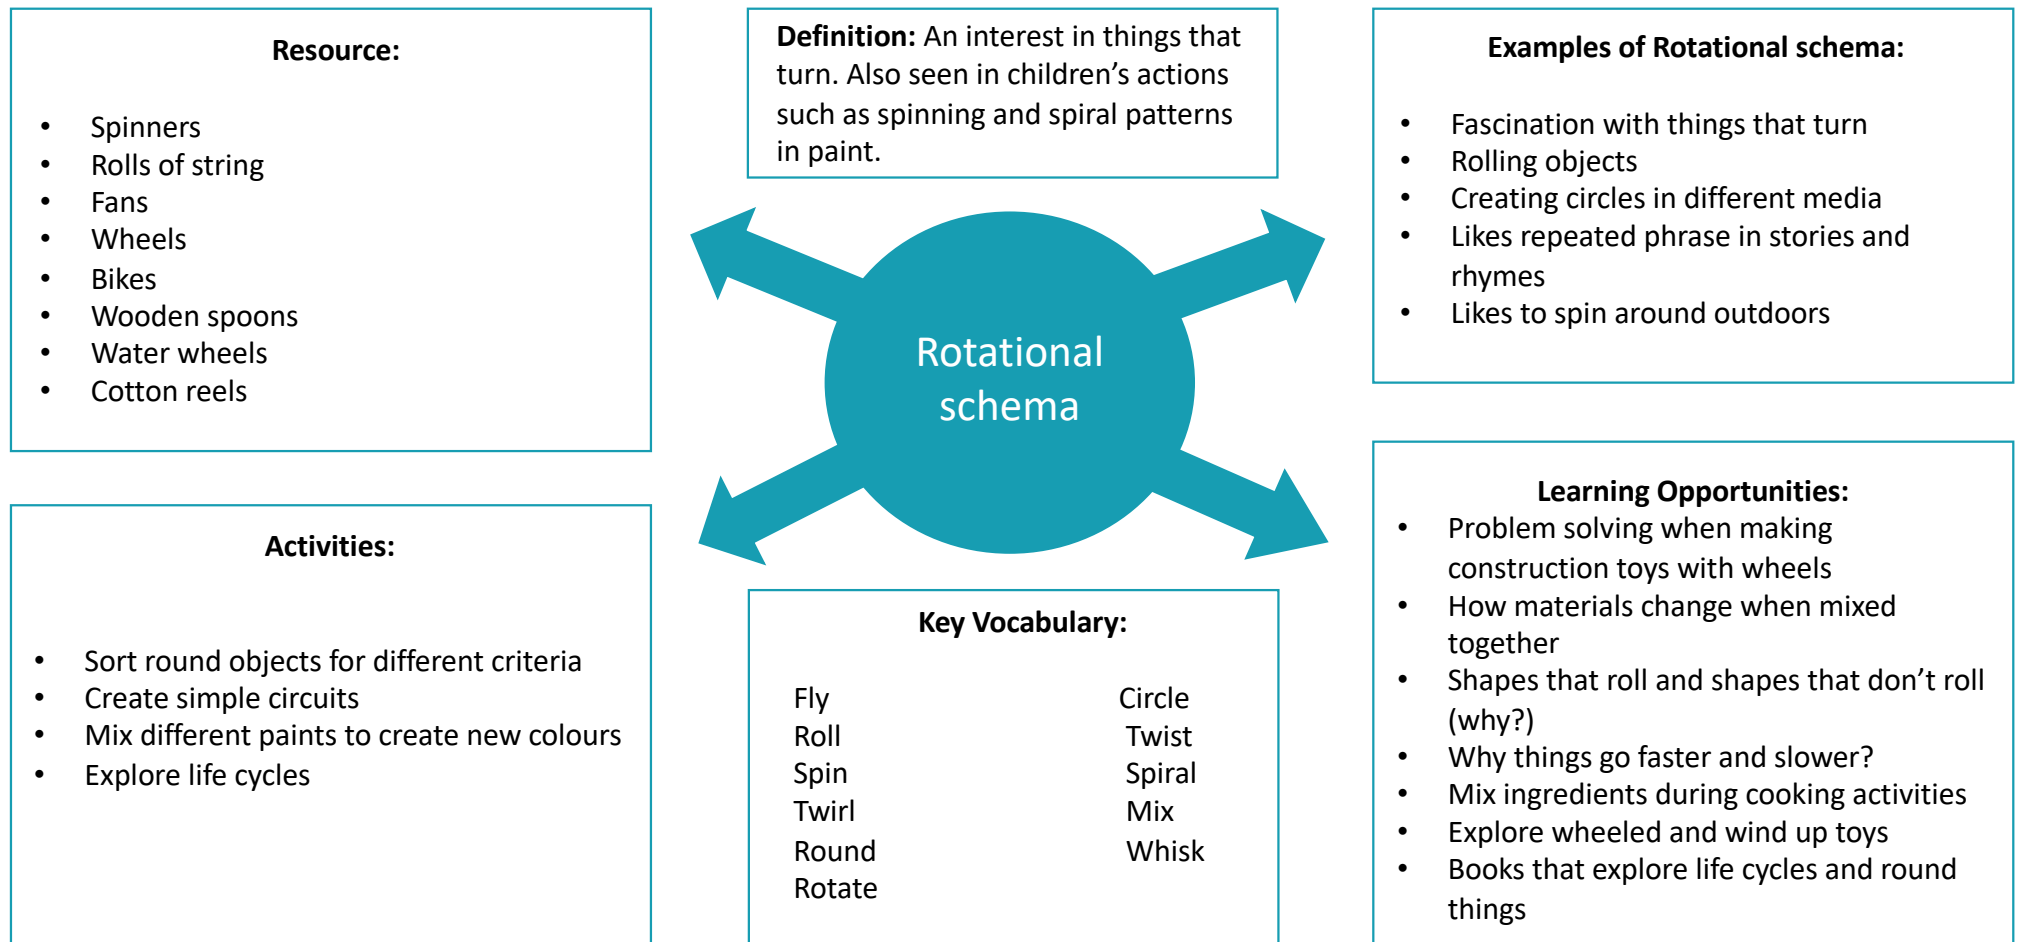 Resource:
• Spinners
• Rolls of string
• Fans
• Wheels
• Bikes
• Wooden spoons
• Water wheels
• Cotton reels
Definition: An interest in things that
turn. Also seen in children’s actions
such as spinning and spiral patterns
in paint.
Examples of Rotational schema:
• Fascination with things that turn
• Rolling objects
• Creating circles in different media
• Likes repeated phrase in stories and
rhymes
• Likes to spin around outdoors
Rotational
schema
Activities:
• Sort round objects for different criteria
• Create simple circuits
• Mix different paints to create new colours
• Explore life cycles
Key Vocabulary:
Fly Circle
Roll Twist
Spin Spiral
Twirl Mix
Round Whisk
Rotate
Learning Opportunities:
• Problem solving when making
construction toys with wheels
• How materials change when mixed
together
• Shapes that roll and shapes that don’t roll
(why?)
• Why things go faster and slower?
• Mix ingredients during cooking activities
• Explore wheeled and wind up toys
• Books that explore life cycles and round
things